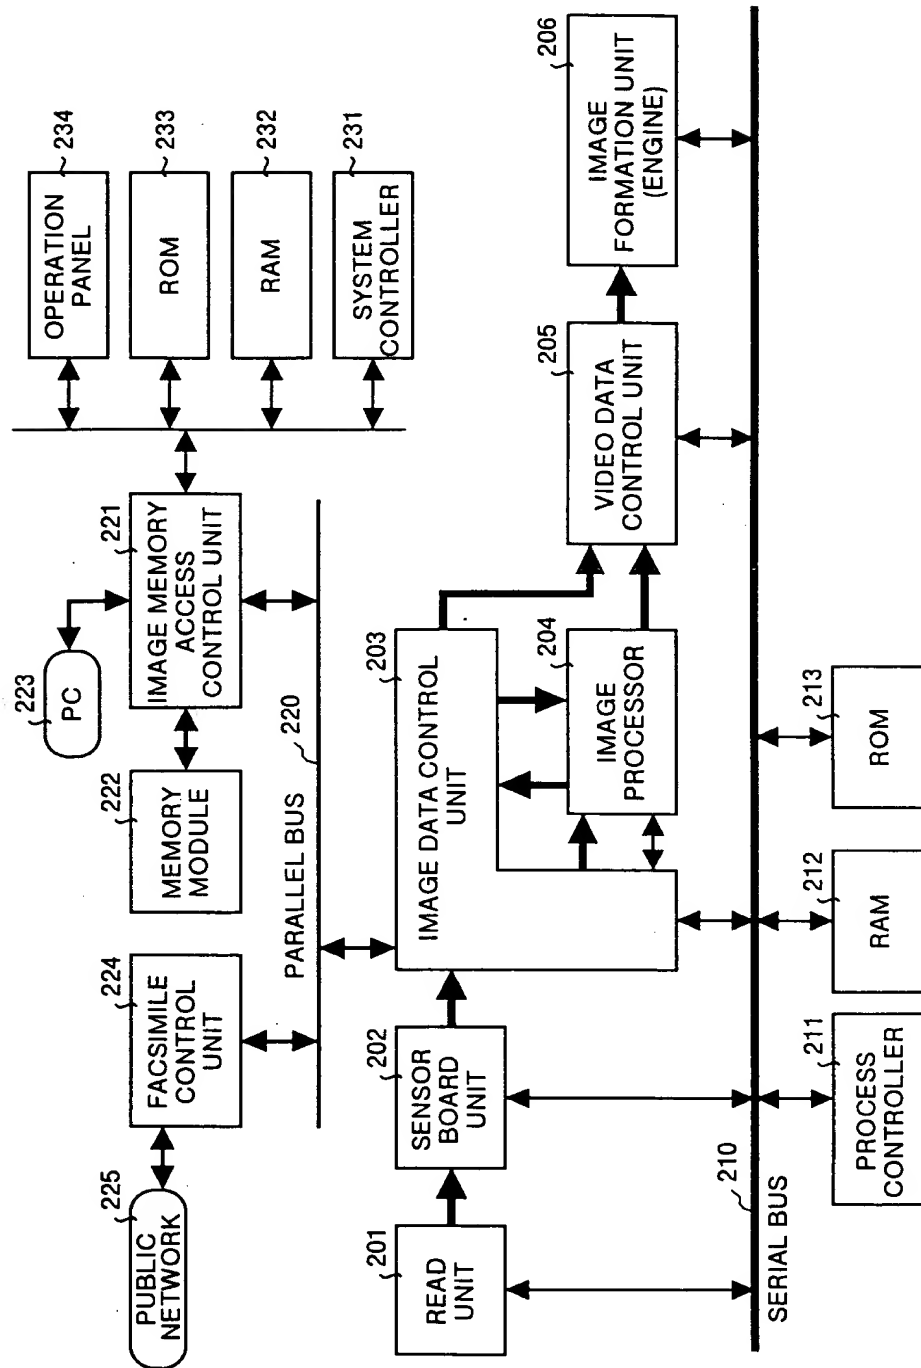 PUBLIC
NETWORK
225
FACSIMILE
CONTROL
UNIT
224
MEMORY
MODULE
222
PC
223
IMAGE MEMORY
ACCESS
CONTROL UNIT
221
OPERATION
PANEL
234
ROM
233
RAM
232
SYSTEM
CONTROLLER
231
PARALLEL BUS
220
READ
UNIT
201
SENSOR
BOARD
UNIT
202
IMAGE DATA CONTROL
UNIT
203
IMAGE
PROCESSOR
204
VIDEO DATA
CONTROL UNIT
205
IMAGE
FORMATION UNIT
(ENGINE)
206
SERIAL BUS
210
PROCESS
CONTROLLER
211
RAM
212
ROM
213